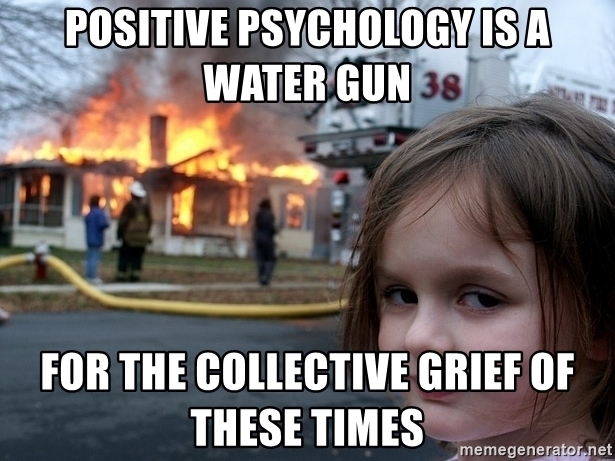 POSITIVE PSYCHOLOGY IS A
WATER GUN
38
FOR THE COLLECTIVE GRIEF OF
THESE TIMES
memegenerator.net